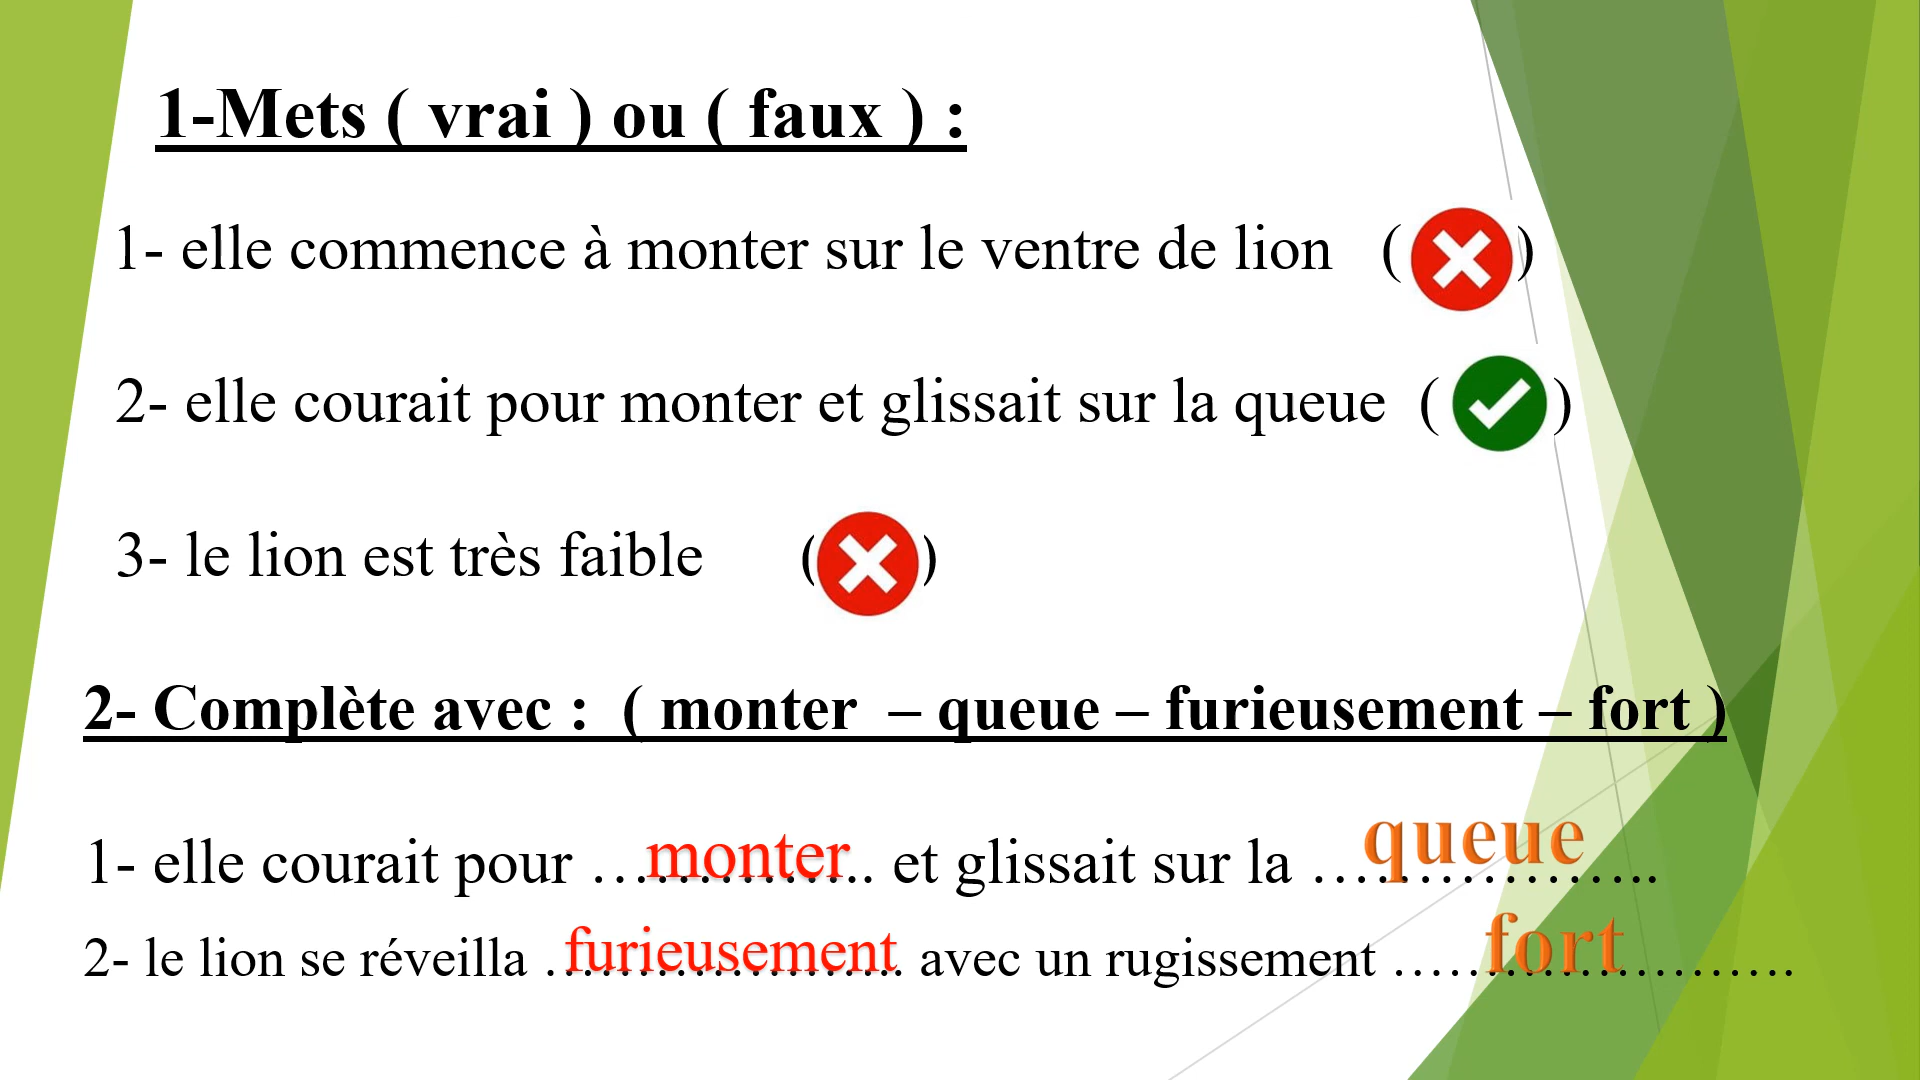 1-Mets ( vrai ) ou ( faux ) :
1- elle commence à monter sur le ventre de lion ( )
2- elle courait pour monter et glissait sur la queue ( )
3- le lion est très faible ( )
2- Complète avec : ( monter – queue – furieusement – fort )
1- elle courait pour …monter….. et glissait sur la ……queue………..
2- le lion se réveilla …furieusement…. avec un rugissement ……fort…………….